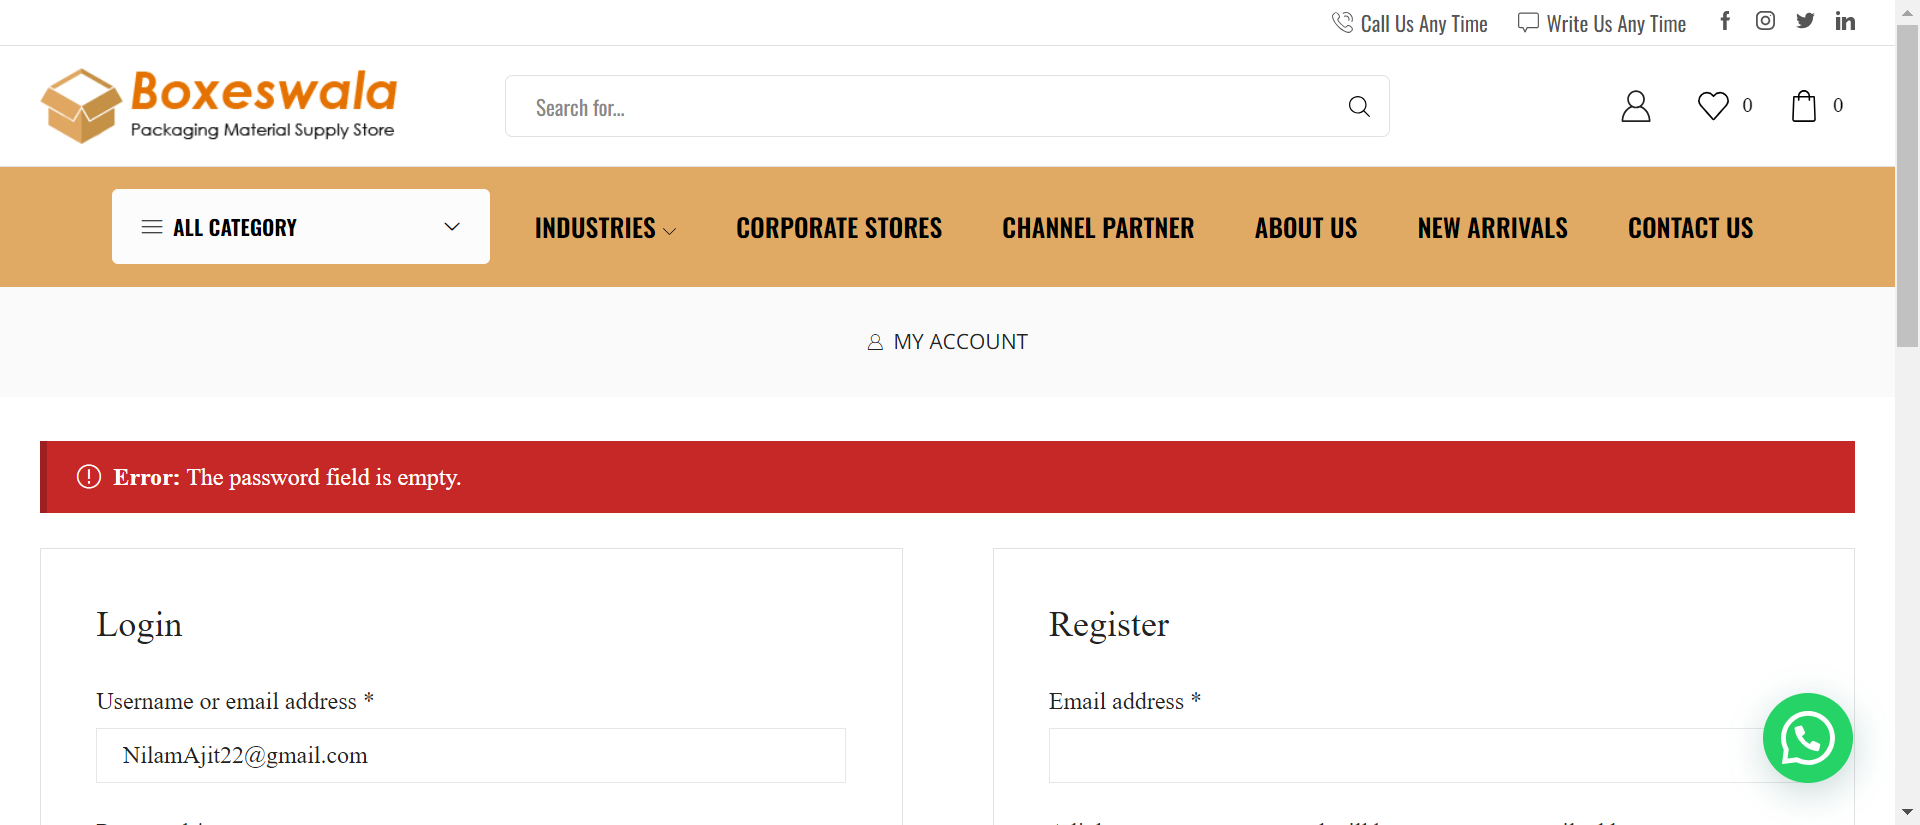 Call Us Any Time Write Us Any Time
Boxeswala
Packaging Material Supply Store
Search for...
0
0
ALL CATEGORY
INDUSTRIES CORPORATE STORES CHANNEL PARTNER ABOUT US NEW ARRIVALS CONTACT US
MY ACCOUNT
Error: The password field is empty.
Login
Username or email address *
NilamAjit22@gmail.com
Register
Email address *